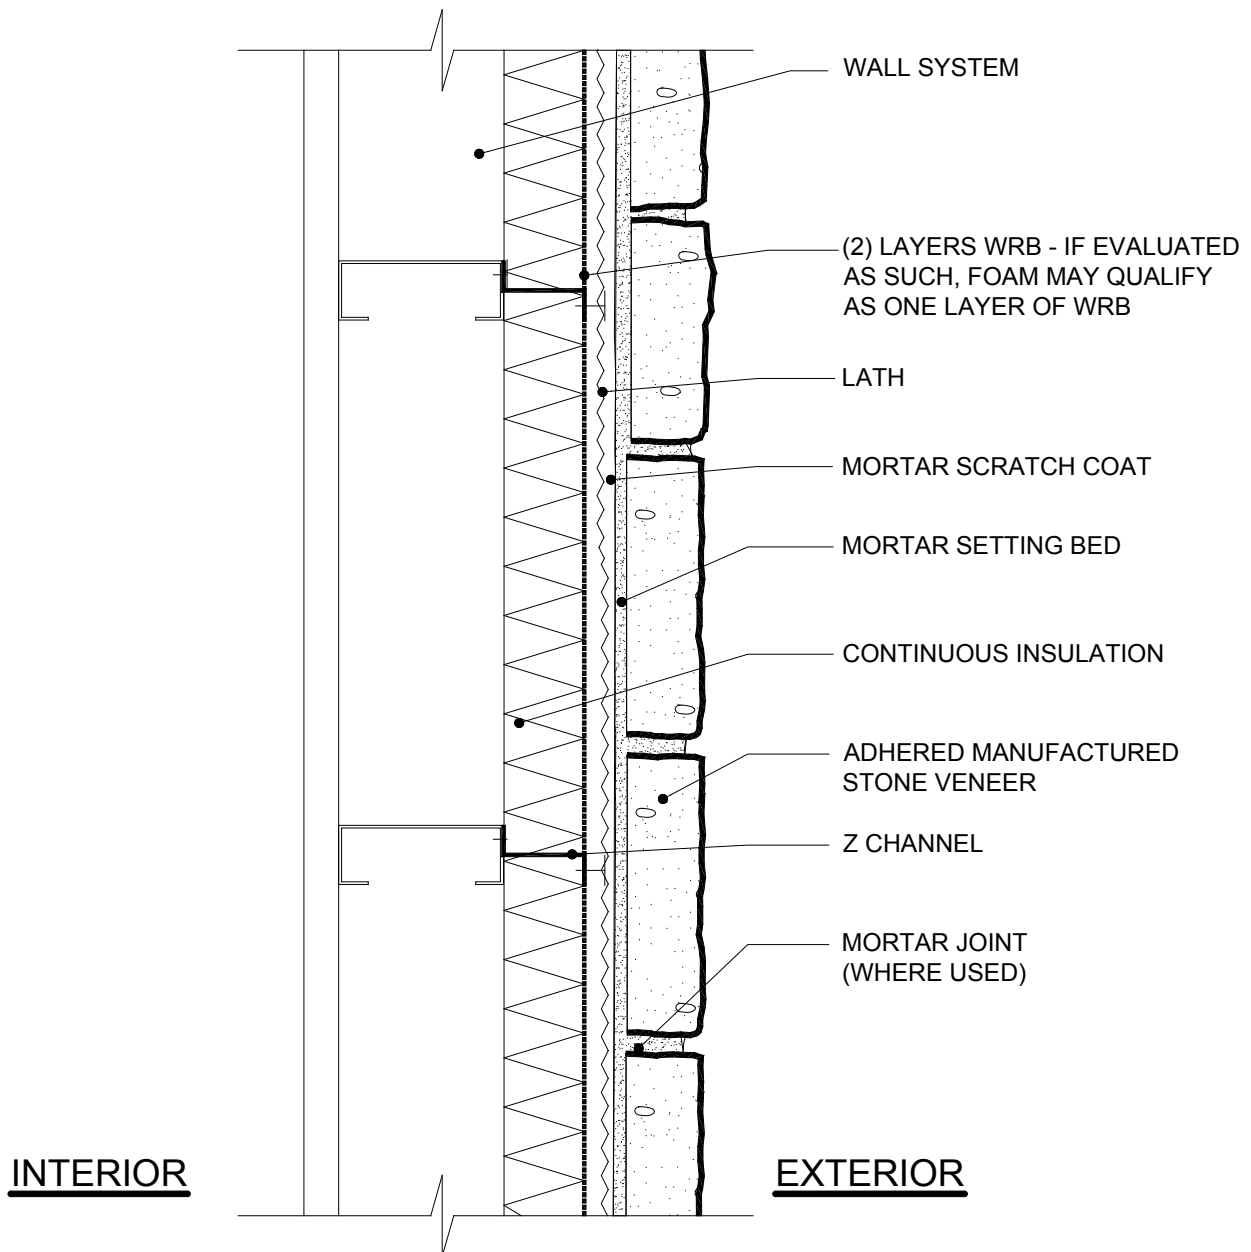 WALL SYSTEM
(2) LAYERS WRB - IF EVALUATED
AS SUCH, FOAM MAY QUALIFY
AS ONE LAYER OF WRB
LATH
MORTAR SCRATCH COAT
MORTAR SETTING BED
CONTINUOUS INSULATION
ADHERED MANUFACTURED
STONE VENEER
Z CHANNEL
MORTAR JOINT
(WHERE USED)
INTERIOR
EXTERIOR